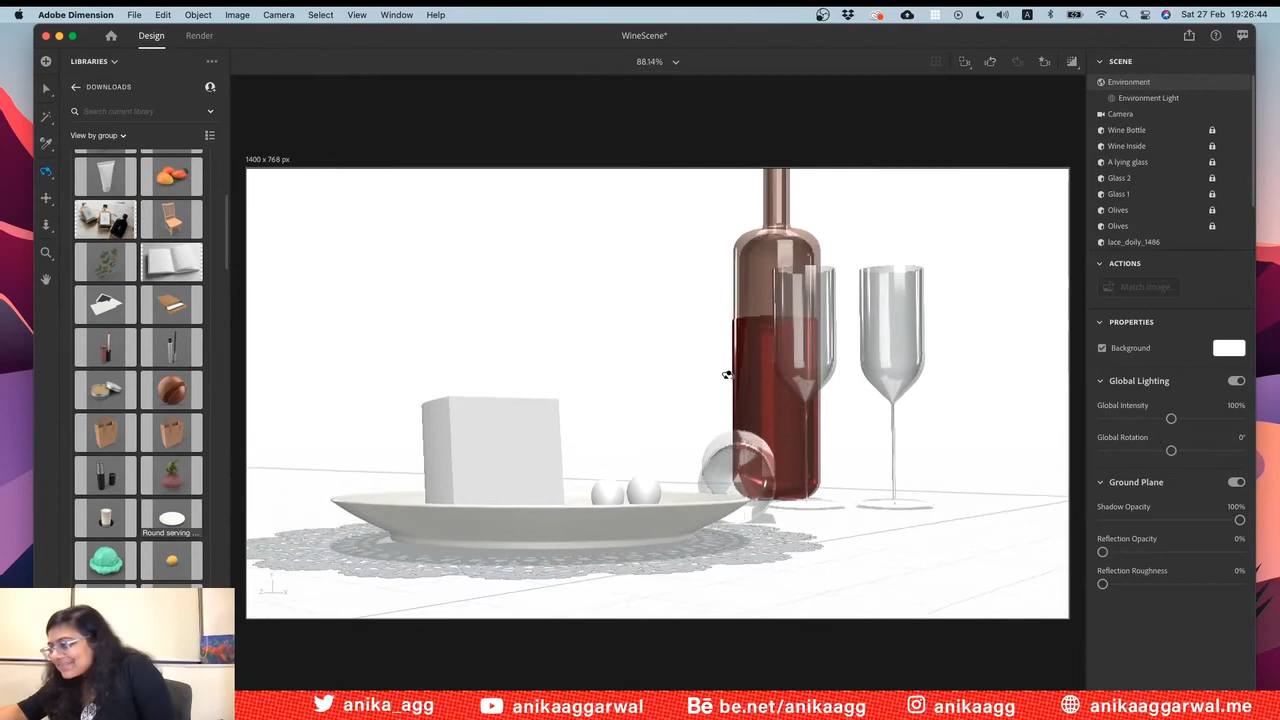 Adobe Dimension File Edit Object Image Camera Select View Window Help
A
Sat 27 Feb 19:26:44
Design Render
WineScene*
LIBRARIES
DOWNLOADS
Search current library
View by group
Round serving ...
88.14%
1400 x 768 px
Y
Z X
SCENE
Environment
Environment Light
Camera
Wine Bottle
Wine Inside
A lying glass
Glass 2
Glass 1
Olives
Olives
lace_doily_1486
ACTIONS
Match Image...
PROPERTIES
Background
Global Lighting
Global Intensity 100%
Global Rotation 0°
Ground Plane
Shadow Opacity 100%
Reflection Opacity 0%
Reflection Roughness 0%
anika_agg anikaaggarwal Bē be.net/anikaagg anikaagg anikaaggarwal.me